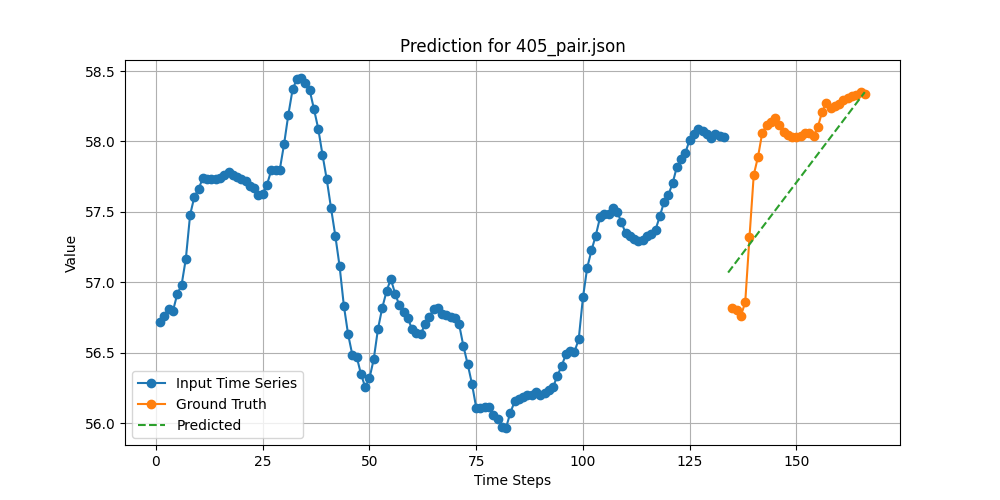 Prediction for 405_pair.json
Value
58.5
58.0
57.5
57.0
56.5
56.0
Input Time Series
Ground Truth
Predicted
0
25
50
75
100
125
150
Time Steps